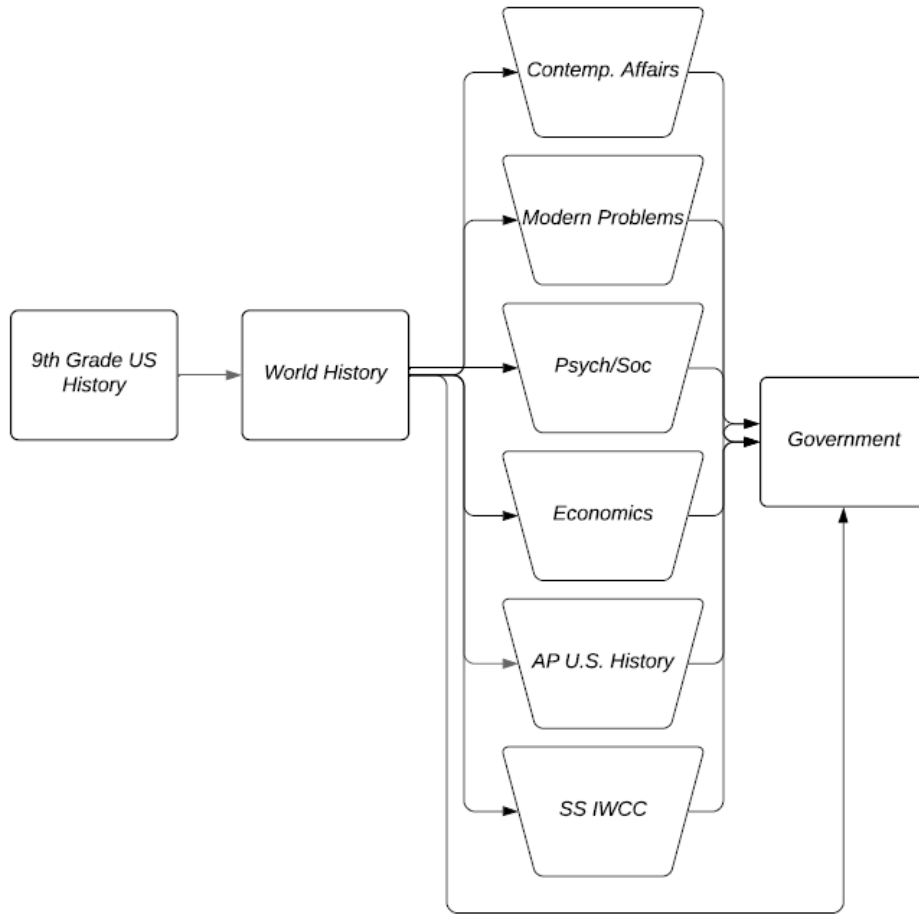 Contemp. Affairs
Modern Problems
9th Grade US
History
World History
Psych/Soc
Economics
AP U.S. History
SS IWCC
Government